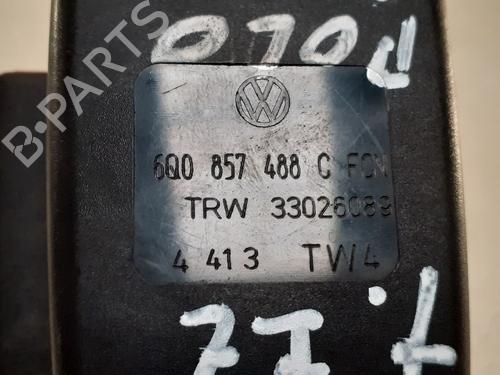 6Q0 857 488 C FCN
TRW 33026089
4 413 TW4
B-PARTS